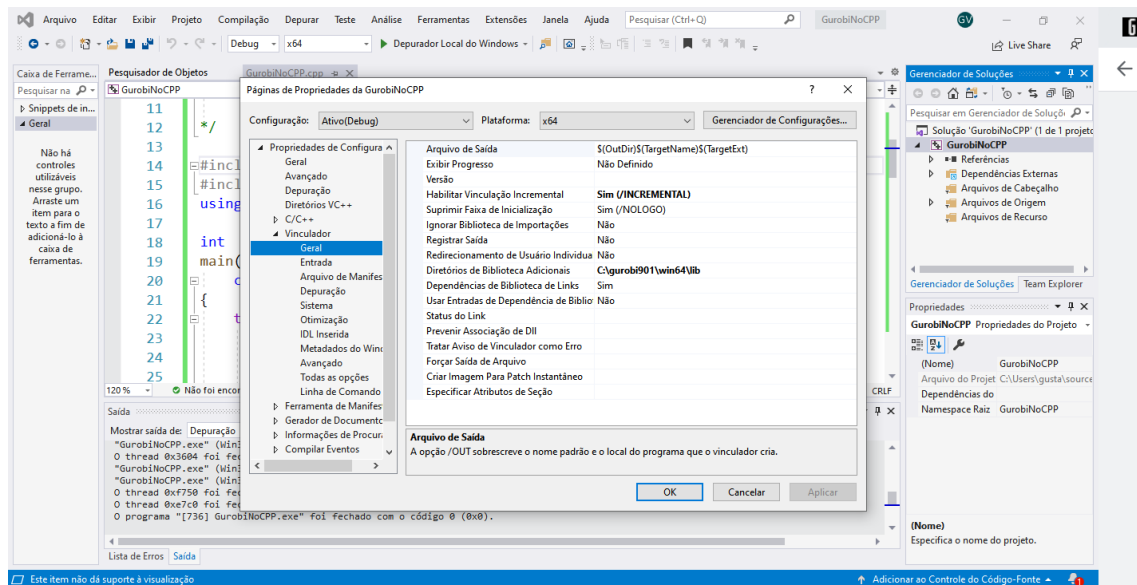 Arquivo Editar Exibir Projeto Compilação Depurar Teste Análise Ferramentas Extensões Janela Ajuda Pesquisar (Ctrl+Q) GurobiNoCPP GV
Debug x64 Depurador Local do Windows Live Share
Caixa de Ferrame...
Pesquisar na
Snippets de in...
Geral
Não há
controles
utilizáveis
nesse grupo.
Arraste um
item para o
texto a fim de
adicioná-lo à
caixa de
ferramentas.
Pesquisador de Objetos GurobiNoCPP.cpp
GurobiNoCPP
11
12 */
13
14 #incl
15 #incl
16 using
17
18 int
19 main(
20
21 {
22 t
23
24
25
120 % Não foi encor CRLF
Páginas de Propriedades da GurobiNoCPP ? X
Configuração: Ativo(Debug) Plataforma: x64 Gerenciador de Configurações...
Propriedades de Configura
Geral
Avançado
Depuração
Diretórios VC++
C/C++
Vinculador
Geral
Entrada
Arquivo de Manifes
Depuração
Sistema
Otimização
IDL Inserida
Metadados do Winc
Avançado
Todas as opções
Linha de Comando
Ferramenta de Manifes
Gerador de Documento
Informações de Procur
Compilar Eventos
Arquivo de Saída $(OutDir)$(TargetName)$(TargetExt)
Exibir Progresso Não Definido
Versão
Habilitar Vinculação Incremental Sim (/INCREMENTAL)
Suprimir Faixa de Inicialização Sim (/NOLOGO)
Ignorar Biblioteca de Importações Não
Registrar Saída Não
Redirecionamento de Usuário Individua Não
Diretórios de Biblioteca Adicionais C:\gurobi901\win64\lib
Dependências de Biblioteca de Links Sim
Usar Entradas de Dependência de Biblio Não
Status do Link
Prevenir Associação de Dll
Tratar Aviso de Vinculador como Erro
Forçar Saída de Arquivo
Criar Imagem Para Patch Instantâneo
Especificar Atributos de Seção
Arquivo de Saída
A opção /OUT sobrescreve o nome padrão e o local do programa que o vinculador cria.
OK Cancelar Aplicar
Saída
Mostrar saída de: Depuração
"GurobiNoCPP.exe" (Win3
O thread 0x3604 foi fec
"GurobiNoCPP.exe" (Win3
"GurobiNoCPP.exe" (Win3
O thread 0xf750 foi fec
O thread 0xe7c0 foi fec
O programa "[736] GurobiNoCPP.exe" foi fechado com o código 0 (0x0).
Lista de Erros Saída
Gerenciador de Soluções
Pesquisar em Gerenciador de Soluçõ
Solução 'GurobiNoCPP' (1 de 1 projeto
GurobiNoCPP
Referências
Dependências Externas
Arquivos de Cabeçalho
Arquivos de Origem
Arquivos de Recurso
Gerenciador de Soluções Team Explorer
Propriedades
GurobiNoCPP Propriedades do Projeto
(Nome) GurobiNoCPP
Arquivo do Projet C:\Users\gusta\source
Dependências do
Namespace Raiz GurobiNoCPP
(Nome)
Especifica o nome do projeto.
Este item não dá suporte à visualização Adicionar ao Controle do Código-Fonte